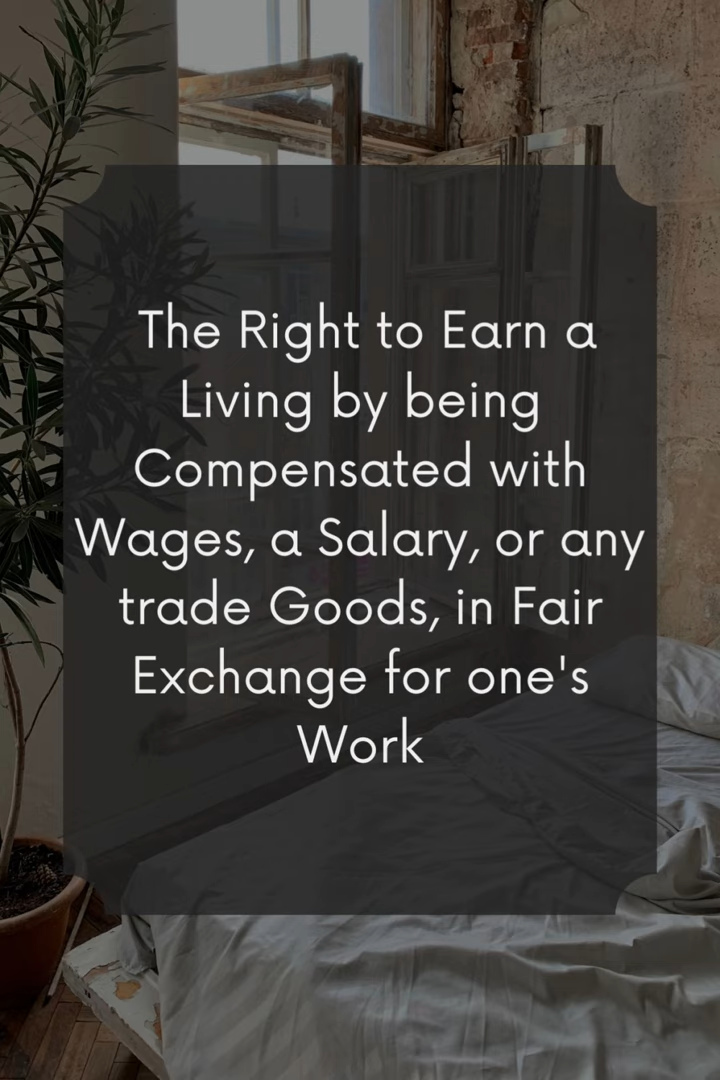 The Right to Earn a
Living by being
Compensated with
Wages, a Salary, or any
trade Goods, in Fair
Exchange for one's
Work